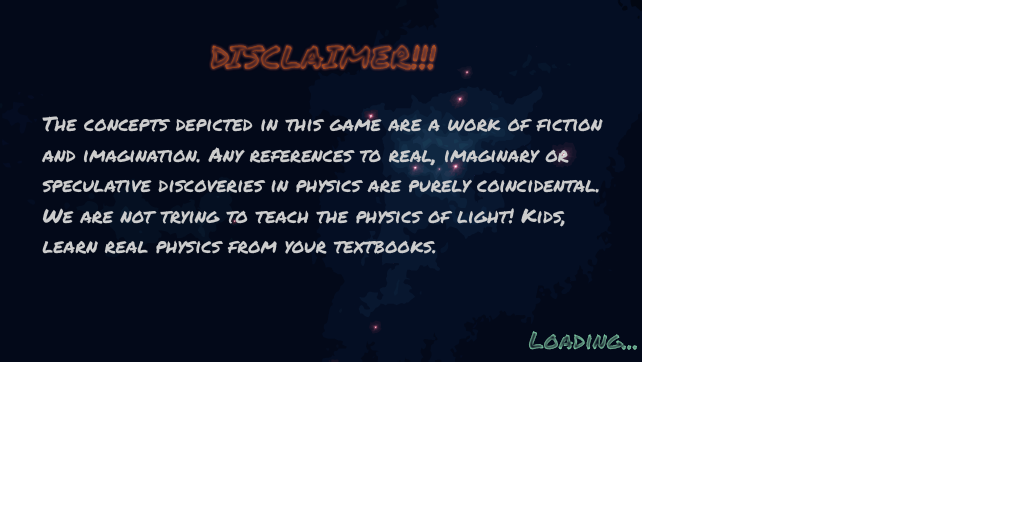 DISCLAIMER!!!
The concepts depicted in this game are a work of fiction
and imagination. Any references to real, imaginary or
speculative discoveries in physics are purely coincidental.
We are not trying to teach the physics of light! Kids,
learn real physics from your textbooks.
Loading...